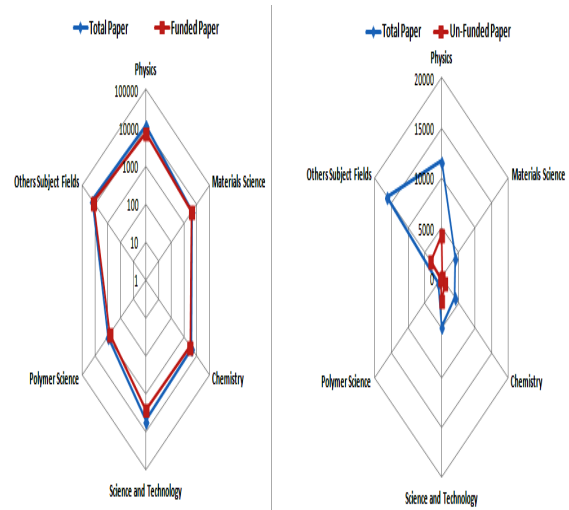 Total Paper Funded Paper
Physics
100000
10000
1000
100
10
1
Others Subject Fields
Materials Science
Polymer Science
Chemistry
Science and Technology
Total Paper Un-Funded Paper
Physics
20000
15000
10000
5000
0
Others Subject Fields
Materials Science
Polymer Science
Chemistry
Science and Technology